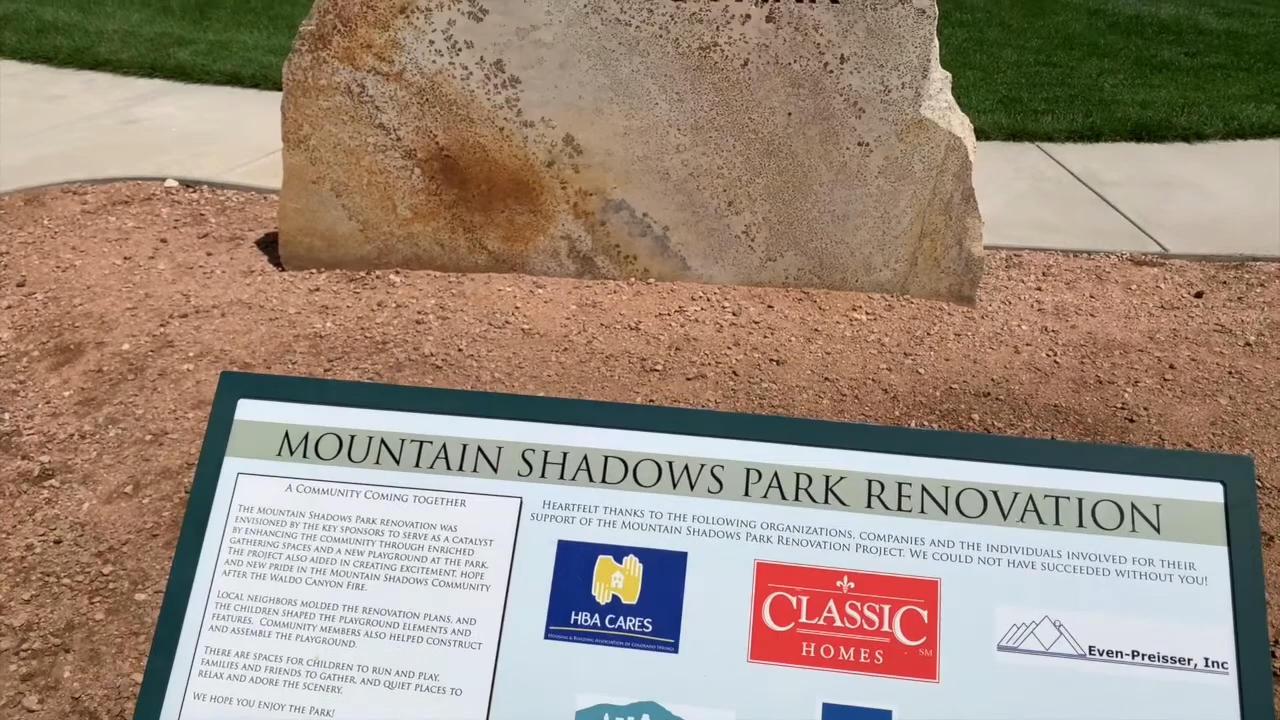 MOUNTAIN SHADOWS PARK RENOVATION
A COMMUNITY COMING TOGETHER
THE MOUNTAIN SHADOWS PARK RENOVATION WAS
ENVISIONED BY THE KEY SPONSORS TO SERVE AS A CATALYST
BY ENHANCING THE COMMUNITY THROUGH ENRICHED
GATHERING SPACES AND A NEW PLAYGROUND AT THE PARK.
THE PROJECT ALSO AIDED IN CREATING EXCITEMENT, HOPE
AND NEW PRIDE IN THE MOUNTAIN SHADOWS COMMUNITY
AFTER THE WALDO CANYON FIRE.
LOCAL NEIGHBORS MOLDED THE RENOVATION PLANS, AND
THE CHILDREN SHAPED THE PLAYGROUND ELEMENTS AND
FEATURES. COMMUNITY MEMBERS ALSO HELPED CONSTRUCT
AND ASSEMBLE THE PLAYGROUND.
THERE ARE SPACES FOR CHILDREN TO RUN AND PLAY,
FAMILIES AND FRIENDS TO GATHER, AND QUIET PLACES TO
RELAX AND ADORE THE SCENERY.
WE HOPE YOU ENJOY THE PARK!
HEARTFELT THANKS TO THE FOLLOWING ORGANIZATIONS, COMPANIES AND THE INDIVIDUALS INVOLVED FOR THEIR
SUPPORT OF THE MOUNTAIN SHADOWS PARK RENOVATION PROJECT. WE COULD NOT HAVE SUCCEEDED WITHOUT YOU!
HBA CARES
HOUSING & BUILDING ASSOCIATION OF COLORADO SPRINGS
CLASSIC
HOMES SM
Even-Preisser, Inc